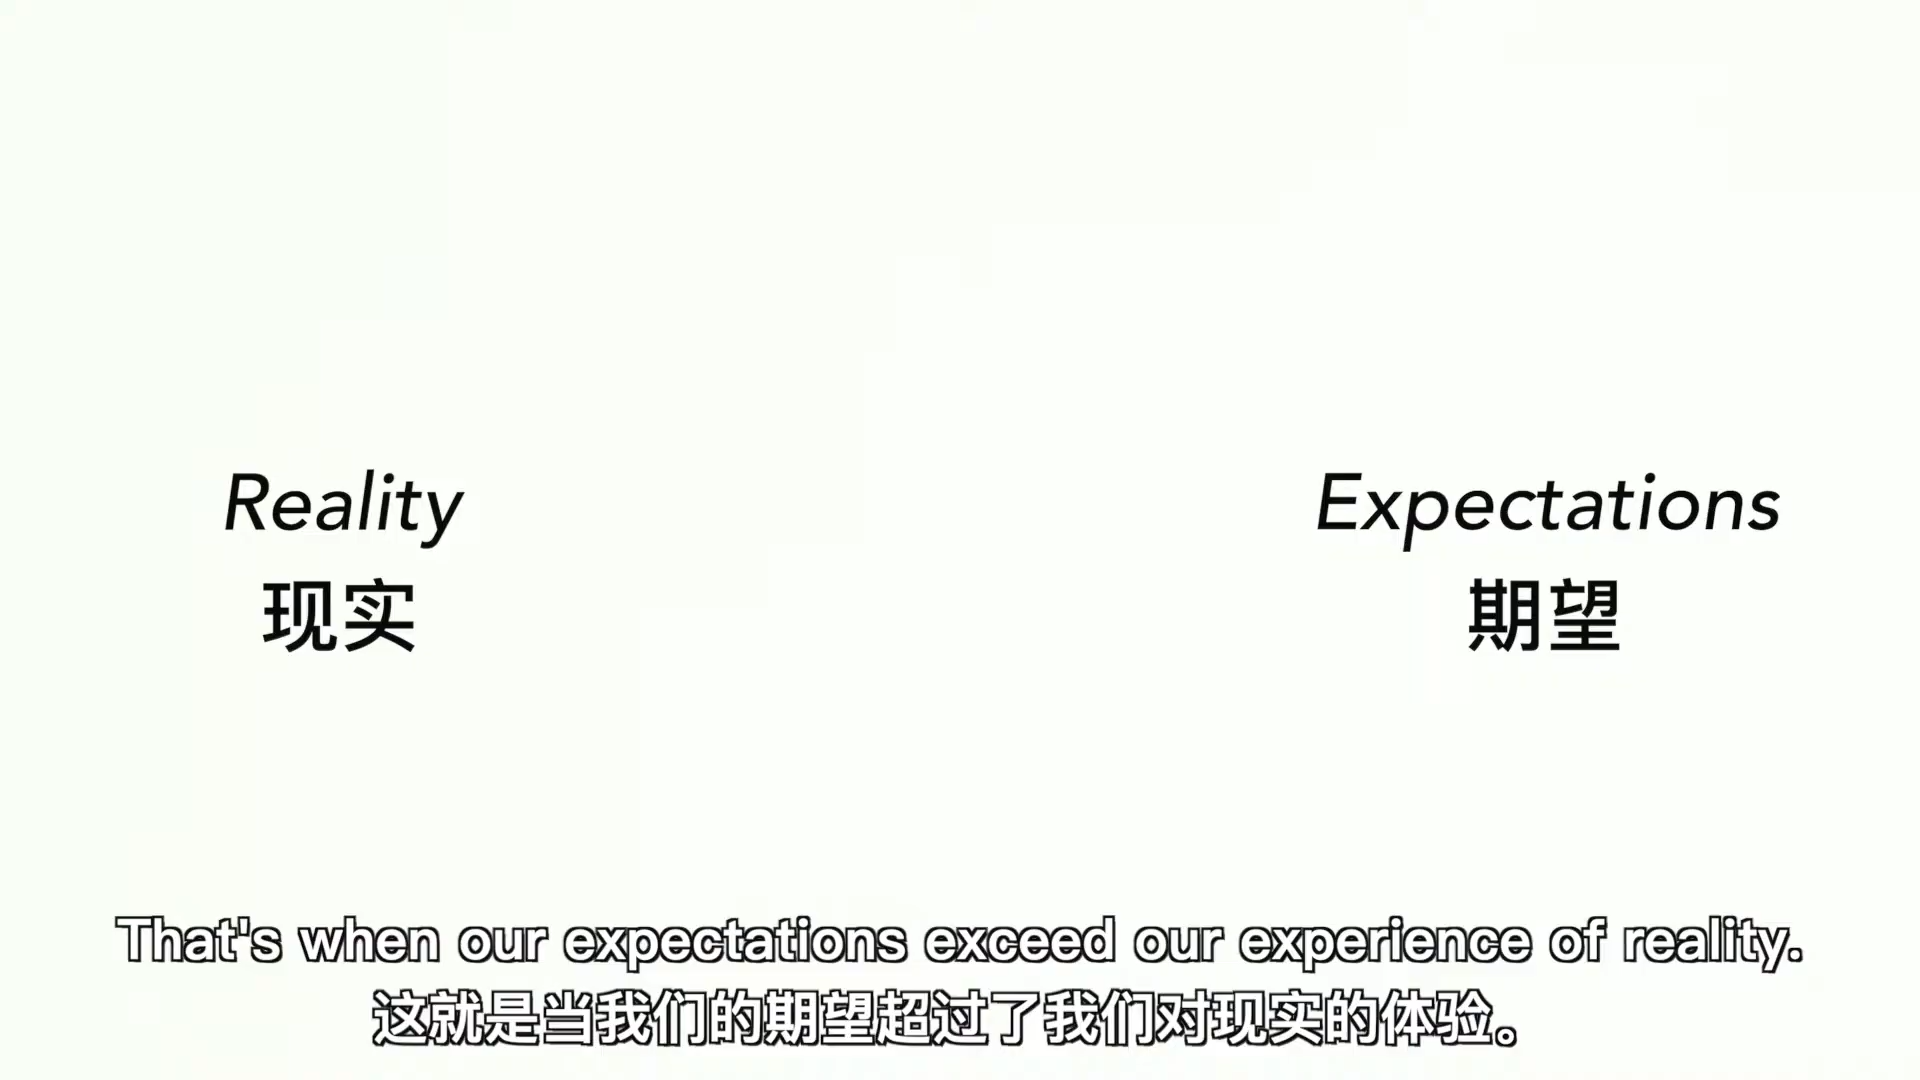 Reality
现实
Expectations
期望
That's when our expectations exceed our experience of reality.
这就是当我们的期望超过了我们对现实的体验。